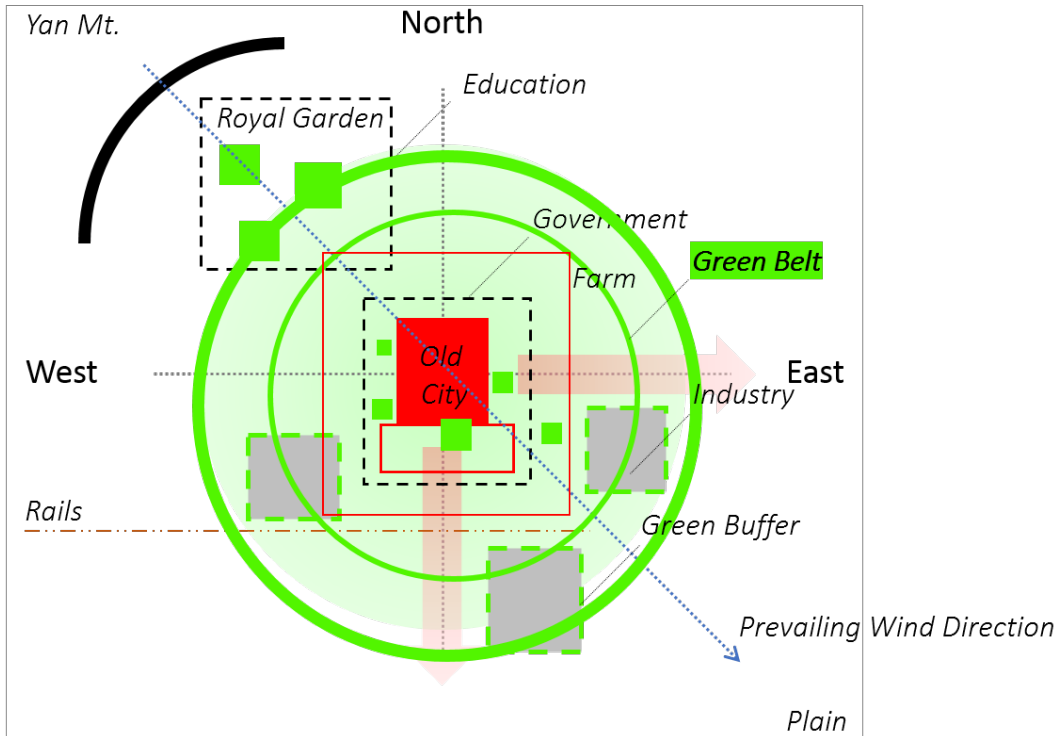 Yan Mt.
North
Education
Royal Garden
Government
Green Belt
Farm
Old
City
West
East
Industry
Rails
Green Buffer
Prevailing Wind Direction
Plain